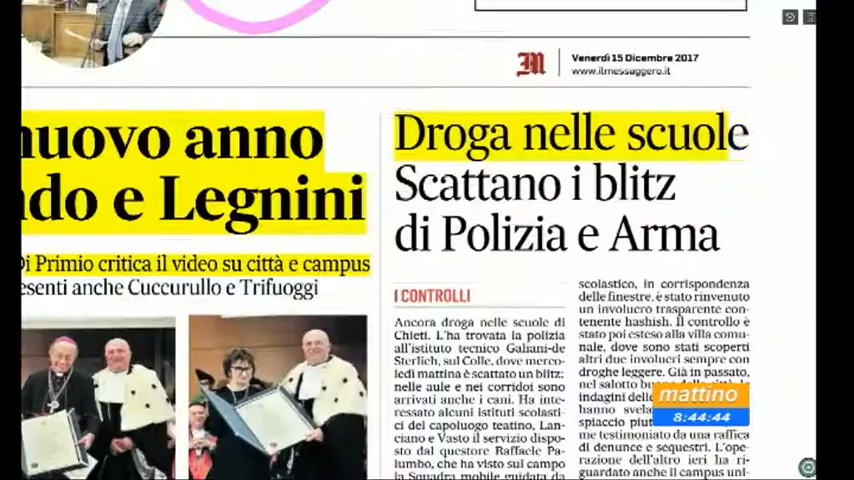 M
Venerdì 15 Dicembre 2017
www.ilmessaggero.it
nuovo anno
ndo e Legnini
Di Primio critica il video su città e campus
esenti anche Cuccurullo e Trifuoggi
Droga nelle scuole
Scattano i blitz
di Polizia e Arma
I CONTROLLI
Ancora droga nelle scuole di
Chieti. L'ha trovata la polizia
all'istituto tecnico Galiani-de
Sterlich, sul Colle, dove merco-
ledì mattina è scattato un blitz:
nelle aule e nei corridoi sono
arrivati anche i cani. Ha inte-
ressato alcuni istituti scolasti-
ci del capoluogo teatino, Lan-
ciano e Vasto il servizio dispo-
sto dal questore Raffaele Pa-
lumbo, che ha visto sul campo
la Squadra mobile guidata da
scolastico, in corrispondenza
delle finestre, è stato rinvenuto
un involucro trasparente con-
tenente hashish. Il controllo è
stato poi esteso alla villa comu-
nale, dove sono stati scoperti
altri due involucri sempre con
droghe leggere. Già in passato,
nel salotto
indagini delle
hanno
spiaccio
me testimoniato da una raffica
di denunce e sequestri. L'ope-
razione dell'altro ieri ha ri-
guardato anche il campus uni-
mattino
8:44:44